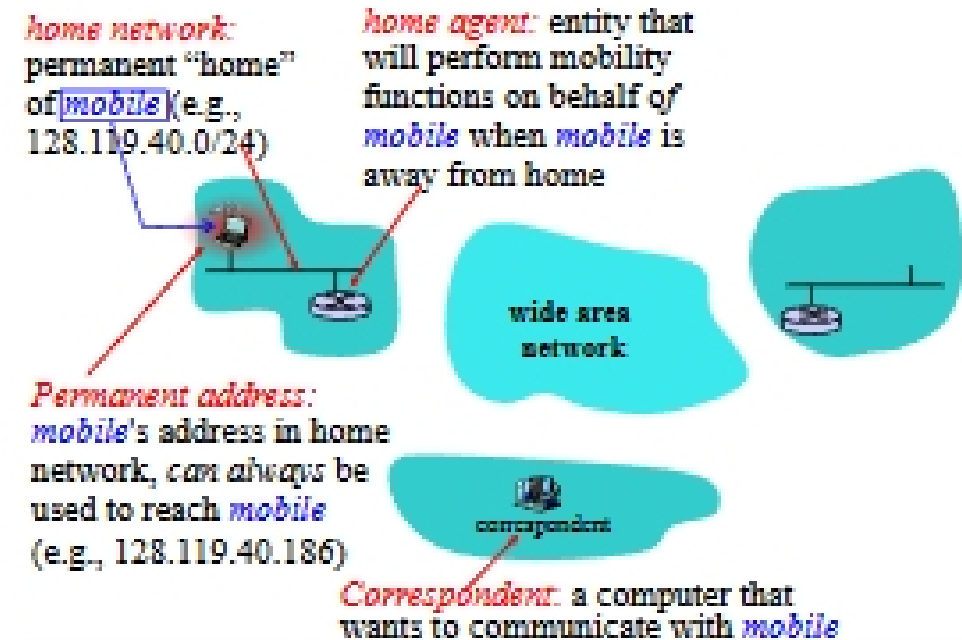 home network:
permanent “home”
of mobile (e.g.,
128.119.40.0/24)
home agent: entity that
will perform mobility
functions on behalf of
mobile when mobile is
away from home
wide area
network
Permanent address:
mobile's address in home
network, can always be
used to reach mobile
(e.g., 128.119.40.186)
correspondent
Correspondent: a computer that
wants to communicate with mobile